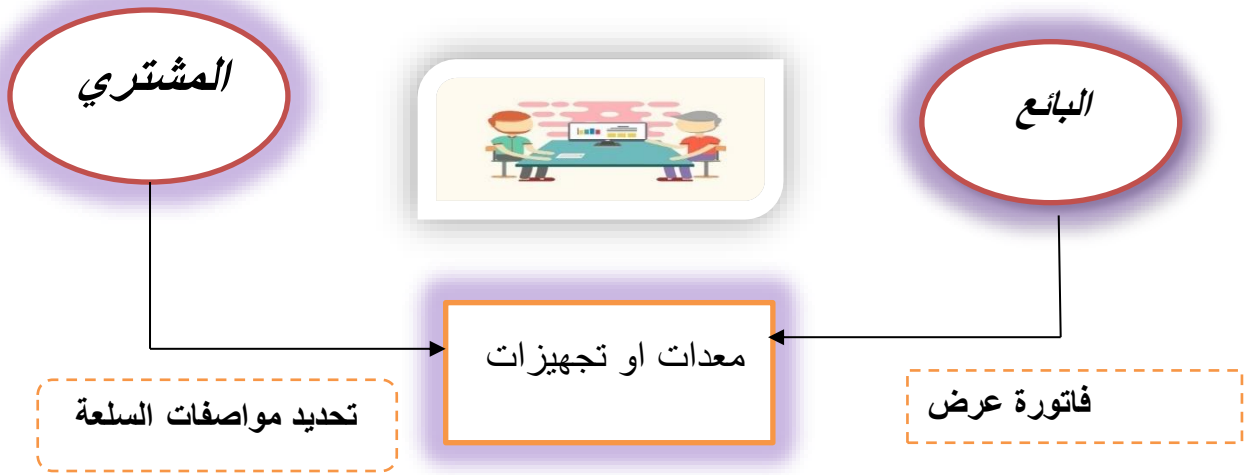 البائع
المشتري
معدات او تجهيزات
فاتورة عرض
تحديد مواصفات السلعة